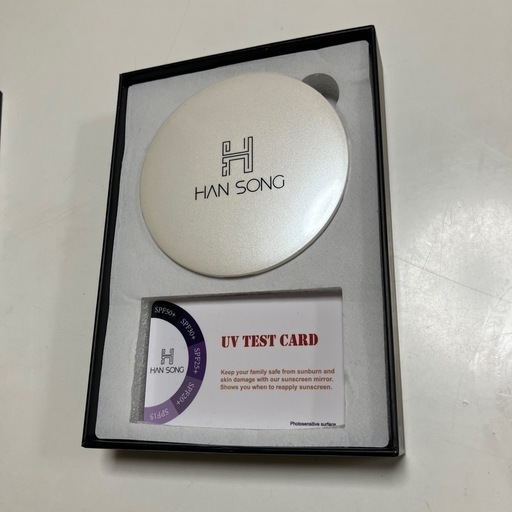 H
HAN SONG
SPF50+
SPF30+
SPF25+
SPF20+
SPF15
H
HAN SONG
UV TEST CARD
Keep your family safe from sunburn and
skin damage with our sunscreen mirror.
Shows you when to reapply sunscreen.
Photosensitive surface